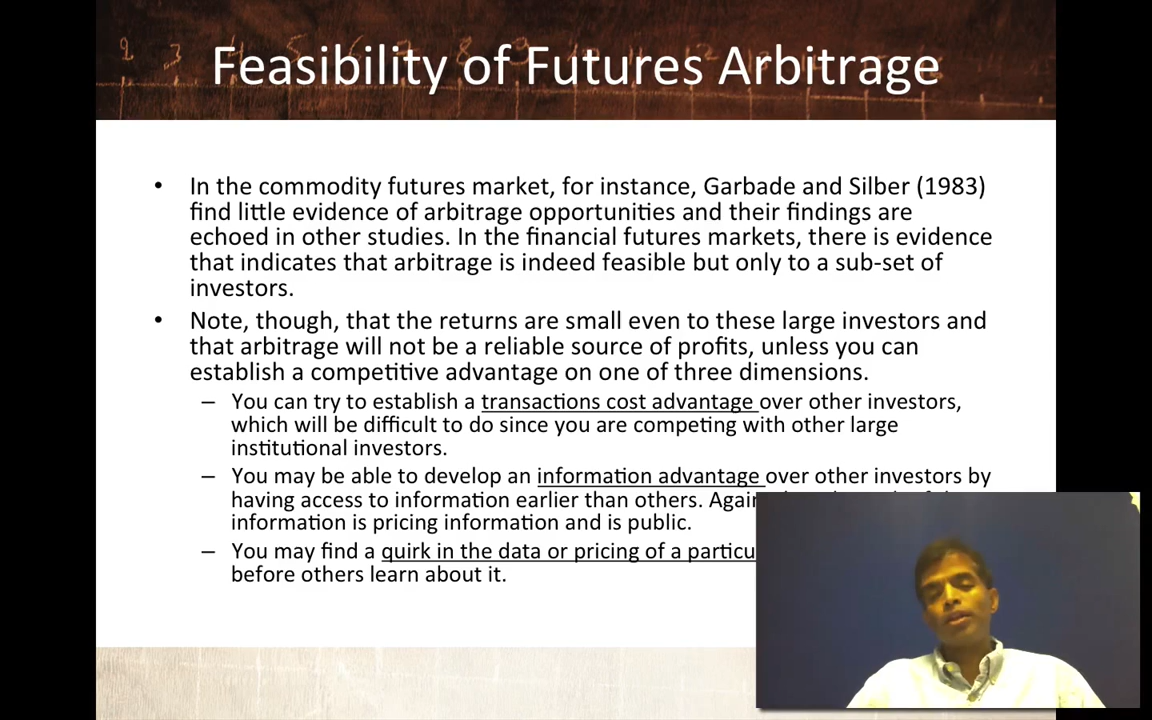 Feasibility of Futures Arbitrage
• In the commodity futures market, for instance, Garbade and Silber (1983)
find little evidence of arbitrage opportunities and their findings are
echoed in other studies. In the financial futures markets, there is evidence
that indicates that arbitrage is indeed feasible but only to a sub-set of
investors.
• Note, though, that the returns are small even to these large investors and
that arbitrage will not be a reliable source of profits, unless you can
establish a competitive advantage on one of three dimensions.
– You can try to establish a transactions cost advantage over other investors,
which will be difficult to do since you are competing with other large
institutional investors.
– You may be able to develop an information advantage over other investors by
having access to information earlier than others.
information is pricing information and is public.
– You may find a quirk in the data or pricing of a
before others learn about it.